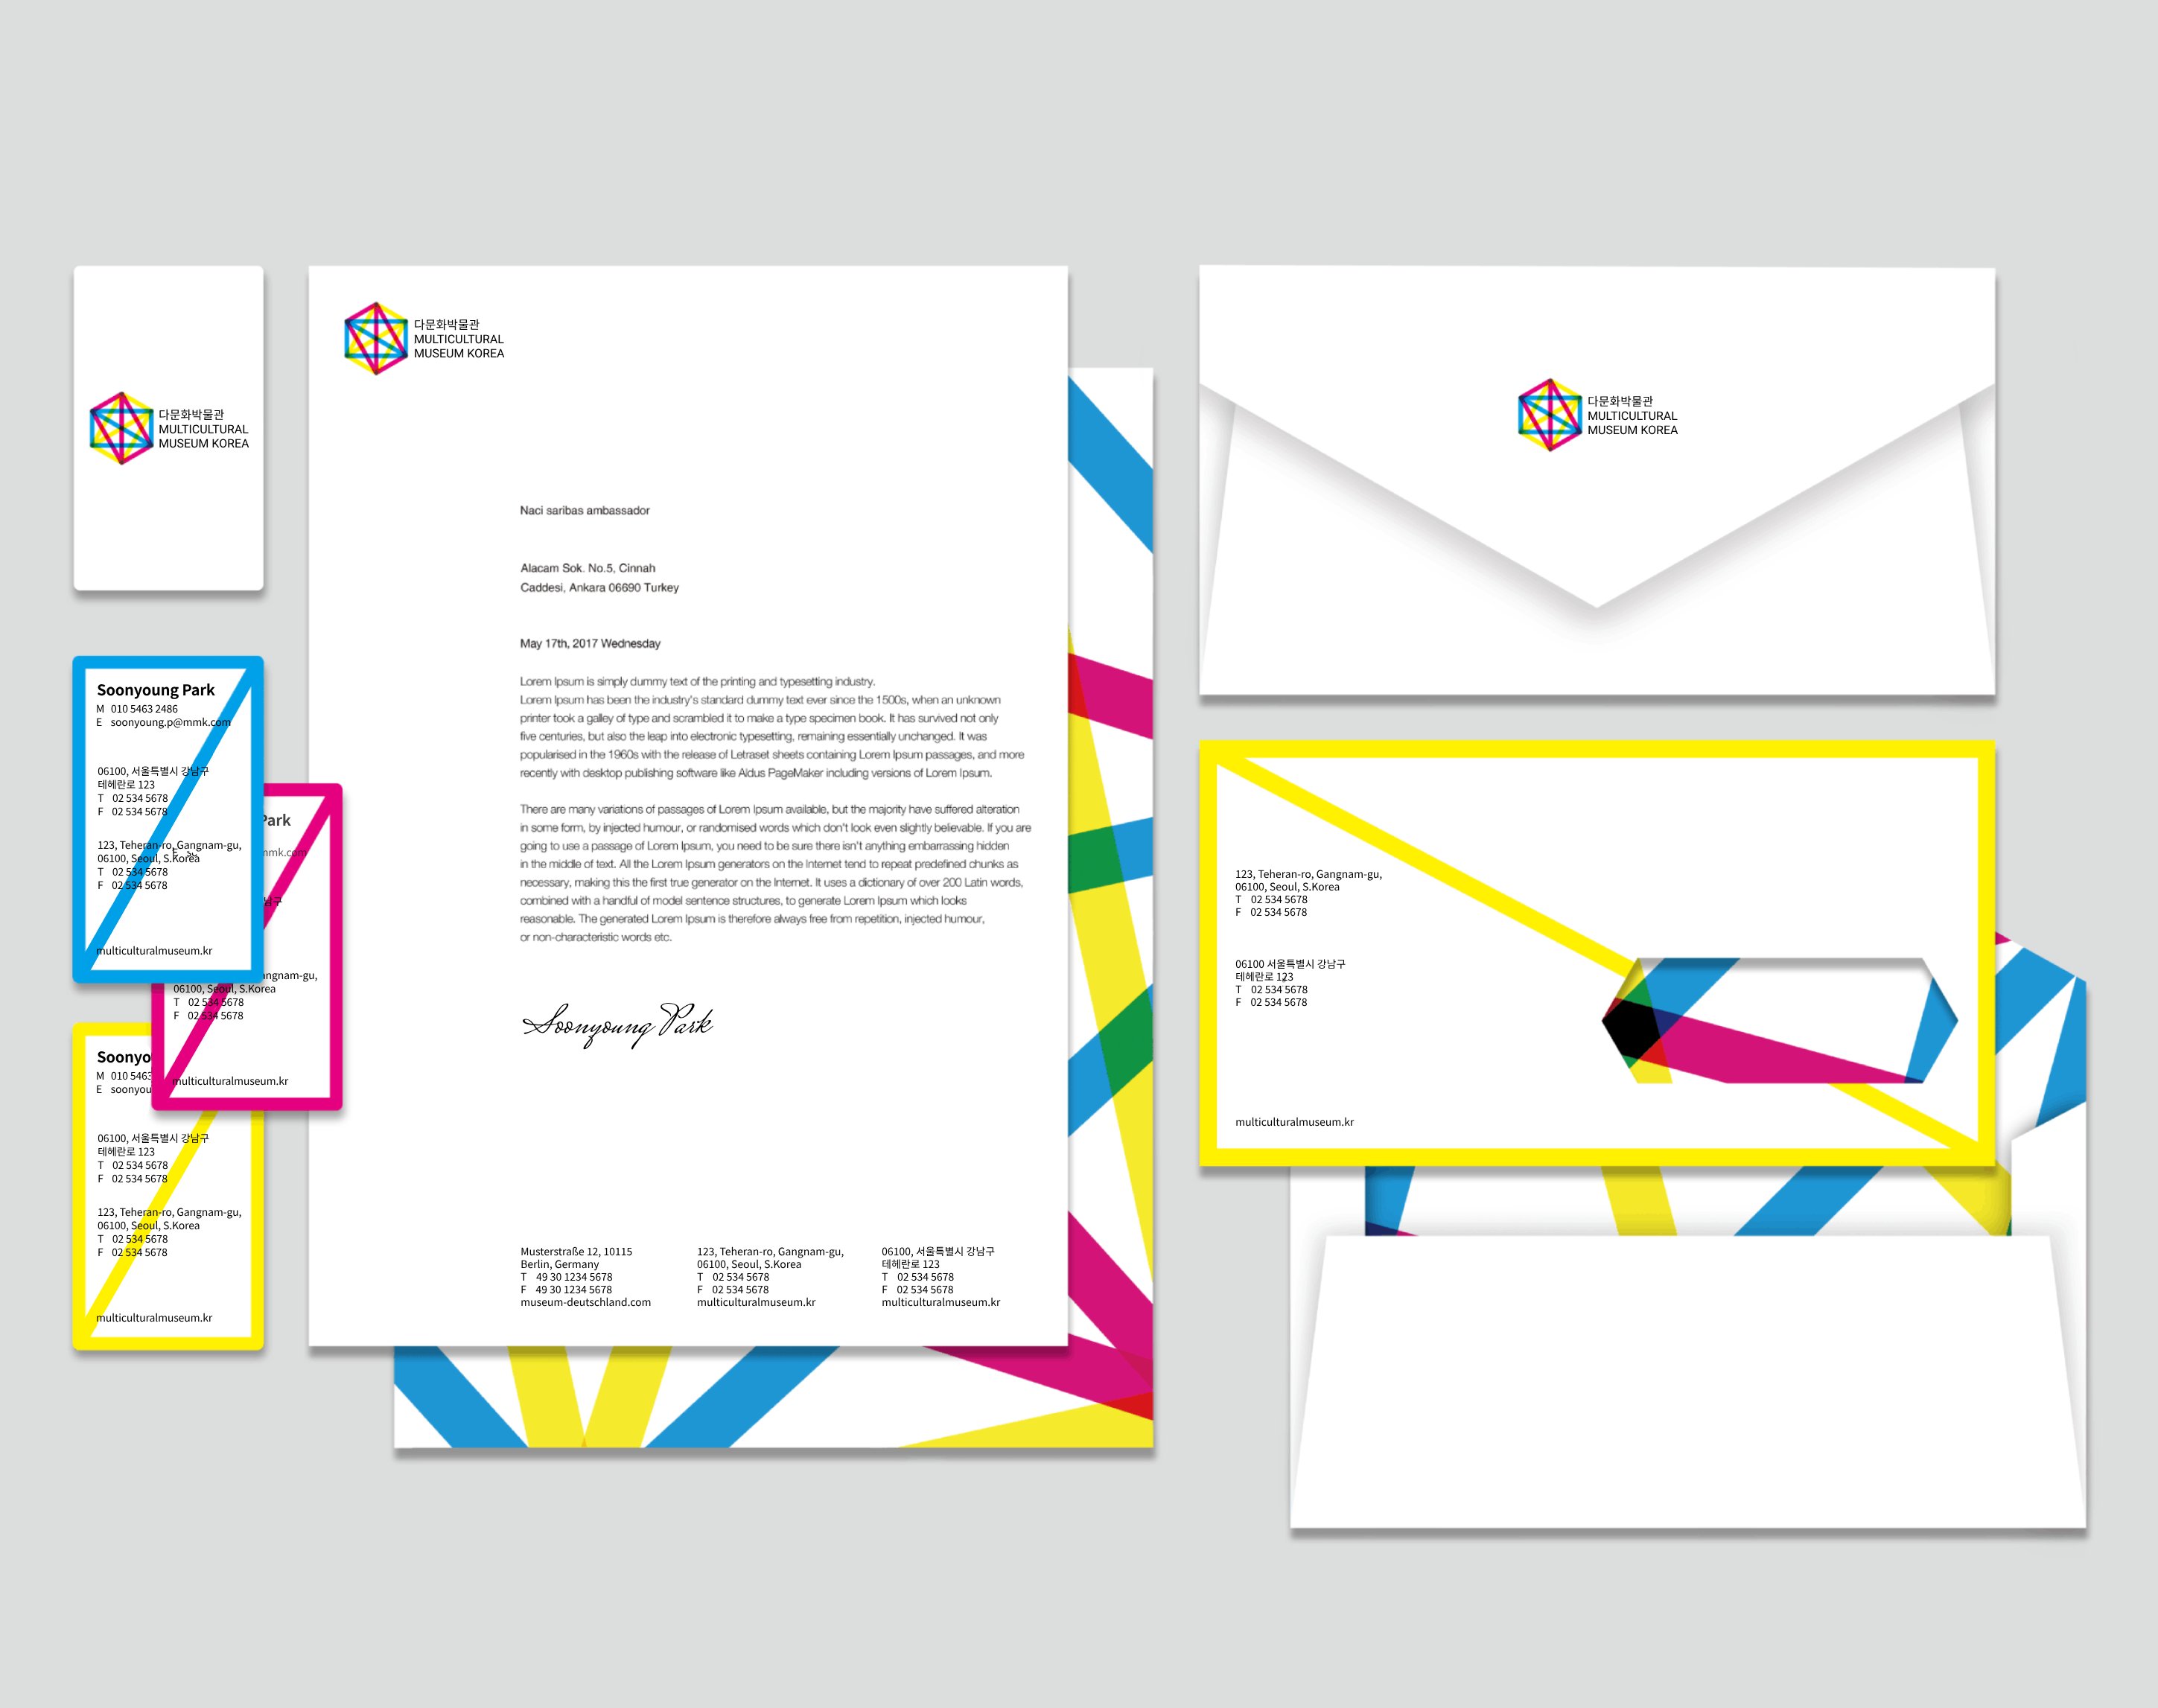 다문화박물관
MULTICULTURAL
MUSEUM KOREA
Soonyoung Park
M 010 5463 2486
E soonyoung.p@mmk.com
06100, 서울특별시 강남구
테헤란로 123
T 02 534 5678
F 02 534 5678
123, Teheran-ro, Gangnam-gu,
06100, Seoul, S.Korea
T 02 534 5678
F 02 534 5678
multiculturalmuseum.kr
Park
mmk.com
angnam-gu,
06100, Seoul, S.Korea
T 02 534 5678
F 02 534 5678
multiculturalmuseum.kr
Soonyo
M 010 5463
E soonyou
06100, 서울특별시 강남구
테헤란로 123
T 02 534 5678
F 02 534 5678
123, Teheran-ro, Gangnam-gu,
06100, Seoul, S.Korea
T 02 534 5678
F 02 534 5678
multiculturalmuseum.kr
다문화박물관
MULTICULTURAL
MUSEUM KOREA
Naci saribas ambassador
Alacam Sok. No.5, Cinnah
Caddesi, Ankara 06690 Turkey
May 17th, 2017 Wednesday
Lorem Ipsum is simply dummy text of the printing and typesetting industry.
Lorem Ipsum has been the industry's standard dummy text ever since the 1500s, when an unknown
printer took a galley of type and scrambled it to make a type specimen book. It has survived not only
five centuries, but also the leap into electronic typesetting, remaining essentially unchanged. It was
popularised in the 1960s with the release of Letraset sheets containing Lorem Ipsum passages, and more
recently with desktop publishing software like Aldus PageMaker including versions of Lorem Ipsum.
There are many variations of passages of Lorem Ipsum available, but the majority have suffered alteration
in some form, by injected humour, or randomised words which don't look even slightly believable. If you are
going to use a passage of Lorem Ipsum, you need to be sure there isn't anything embarrassing hidden
in the middle of text. All the Lorem Ipsum generators on the Internet tend to repeat predefined chunks as
necessary, making this the first true generator on the Internet. It uses a dictionary of over 200 Latin words,
combined with a handful of model sentence structures, to generate Lorem Ipsum which looks
reasonable. The generated Lorem Ipsum is therefore always free from repetition, injected humour,
or non-characteristic words etc.
Soonyoung Park
Musterstraße 12, 10115
Berlin, Germany
T 49 30 1234 5678
F 49 30 1234 5678
museum-deutschland.com
123, Teheran-ro, Gangnam-gu,
06100, Seoul, S.Korea
T 02 534 5678
F 02 534 5678
multiculturalmuseum.kr
06100, 서울특별시 강남구
테헤란로 123
T 02 534 5678
F 02 534 5678
multiculturalmuseum.kr
다문화박물관
MULTICULTURAL
MUSEUM KOREA
123, Teheran-ro, Gangnam-gu,
06100, Seoul, S.Korea
T 02 534 5678
F 02 534 5678
06100 서울특별시 강남구
테헤란로 123
T 02 534 5678
F 02 534 5678
multiculturalmuseum.kr